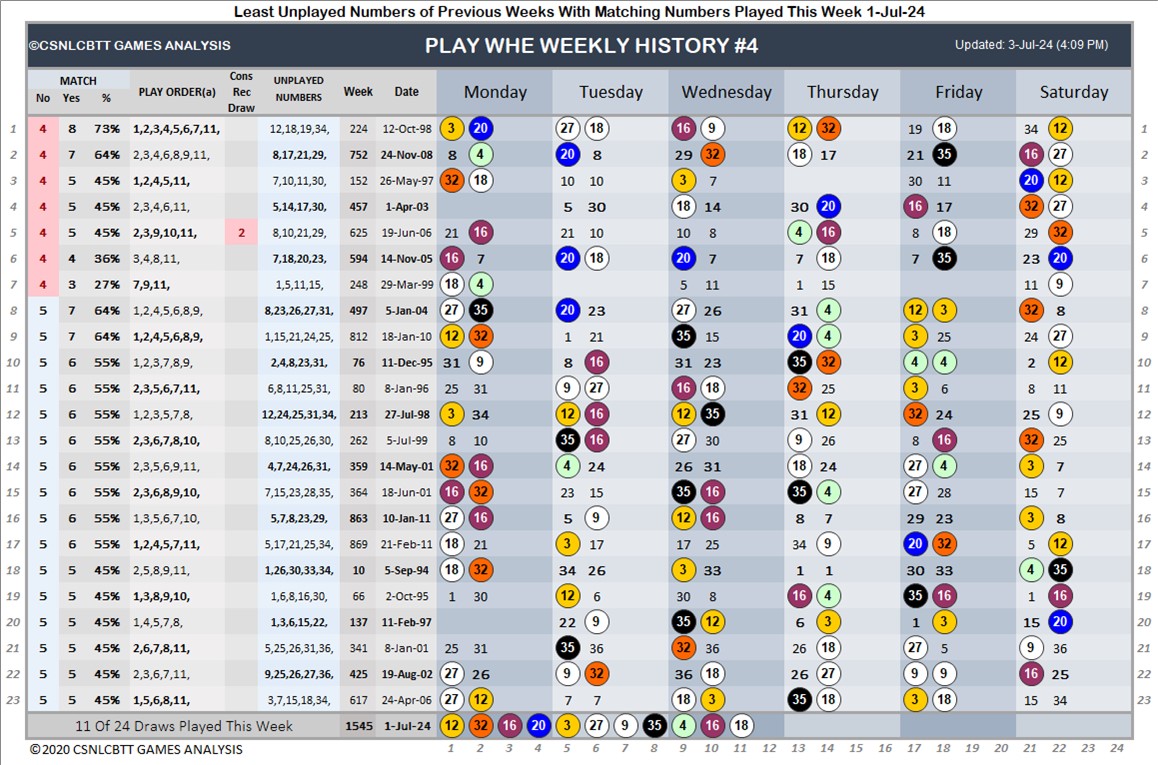 Least Unplayed Numbers of Previous Weeks With Matching Numbers Played This Week 1-Jul-24
©CSNLCBTT GAMES ANALYSIS PLAY WHE WEEKLY HISTORY #4 Updated: 3-Jul-24 (4:09 PM)
MATCH Cons UNPLAYED
No Yes % PLAY ORDER(a) Rec NUMBERS Week Date Monday Tuesday Wednesday Thursday Friday Saturday
Draw
1 4 8 73% 1,2,3,4,5,6,7,11, 12,18,19,34, 224 12-Oct-98 3 20 27 18 16 9 12 32 19 18 34 12 1
2 4 7 64% 2,3,4,6,8,9,11, 8,17,21,29, 752 24-Nov-08 8 4 20 8 29 32 18 17 21 35 16 27 2
3 4 5 45% 1,2,4,5,11, 7,10,11,30, 152 26-May-97 32 18 10 10 3 7 30 11 20 12 3
4 4 5 45% 2,3,4,6,11, 5,14,17,30, 457 1-Apr-03 5 30 18 14 30 20 16 17 32 27 4
5 4 5 45% 2,3,9,10,11, 2 8,10,21,29, 625 19-Jun-06 21 16 21 10 10 8 4 16 8 18 29 32 5
6 4 4 36% 3,4,8,11, 7,18,20,23, 594 14-Nov-05 16 7 20 18 20 7 7 18 7 35 23 20 6
7 4 3 27% 7,9,11, 1,5,11,15, 248 29-Mar-99 18 4 5 11 1 15 11 9 7
8 5 7 64% 1,2,4,5,6,8,9, 8,23,26,27,31, 497 5-Jan-04 27 35 20 23 27 26 31 4 12 3 32 8 8
9 5 7 64% 1,2,4,5,6,8,9, 1,15,21,24,25, 812 18-Jan-10 12 32 1 21 35 15 20 4 3 25 24 27 9
10 5 6 55% 1,2,3,7,8,9, 2,4,8,23,31, 76 11-Dec-95 31 9 8 16 31 23 35 32 4 4 2 12 10
11 5 6 55% 2,3,5,6,7,11, 6,8,11,25,31, 80 8-Jan-96 25 31 9 27 16 18 32 25 3 6 8 11 11
12 5 6 55% 1,2,3,5,7,8, 12,24,25,31,34, 213 27-Jul-98 3 34 12 16 12 35 31 12 32 24 25 9 12
13 5 6 55% 2,3,6,7,8,10, 8,10,25,26,30, 262 5-Jul-99 8 10 35 16 27 30 9 26 8 16 32 25 13
14 5 6 55% 2,3,5,6,9,11, 4,7,24,26,31, 359 14-May-01 32 16 4 24 26 31 18 24 27 4 3 7 14
15 5 6 55% 2,3,6,8,9,10, 7,15,23,28,35, 364 18-Jun-01 16 32 23 15 35 16 35 4 27 28 15 7 15
16 5 6 55% 1,3,5,6,7,10, 5,7,8,23,29, 863 10-Jan-11 27 16 5 9 12 16 8 7 29 23 3 8 16
17 5 6 55% 1,2,4,5,7,11, 5,17,21,25,34, 869 21-Feb-11 18 21 3 17 17 25 34 9 20 32 5 12 17
18 5 5 45% 2,5,8,9,11, 1,26,30,33,34, 10 5-Sep-94 18 32 34 26 3 33 1 1 30 33 4 35 18
19 5 5 45% 1,3,8,9,10, 1,6,8,16,30, 66 2-Oct-95 1 30 12 6 30 8 16 4 35 16 1 16 19
20 5 5 45% 1,4,5,7,8, 1,3,6,15,22, 137 11-Feb-97 22 9 35 12 6 3 1 3 15 20 20
21 5 5 45% 2,6,7,8,11, 5,25,26,31,36, 341 8-Jan-01 25 31 35 36 32 36 26 18 27 5 9 36 21
22 5 5 45% 2,3,6,7,11, 9,25,26,27,36, 425 19-Aug-02 27 26 9 32 36 18 26 27 9 9 16 25 22
23 5 5 45% 1,5,6,8,11, 3,7,15,18,34, 617 24-Apr-06 27 12 7 7 18 3 35 18 3 18 15 34 23
11 Of 24 Draws Played This Week 1545 1-Jul-24 12 32 16 20 3 27 9 35 4 16 18
©2020 CSNLCBTT GAMES ANALYSIS 1 2 3 4 5 6 7 8 9 10 11 12 13 14 15 16 17 18 19 20 21 22 23 24